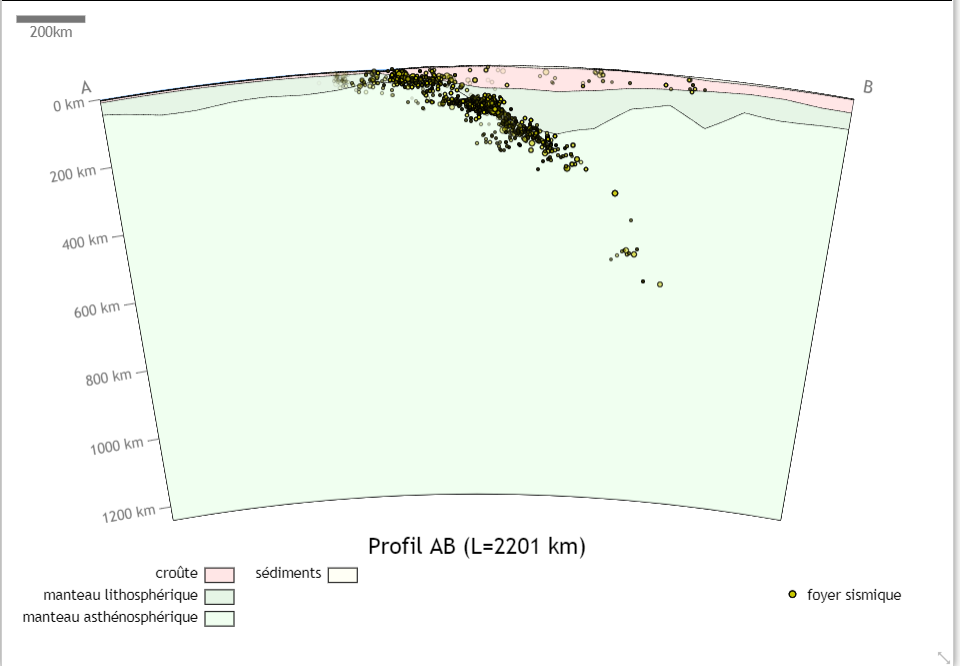 200km
A
B
0 km
200 km
400 km
600 km
800 km
1000 km
1200 km
Profil AB (L=2201 km)
croûte
sédiments
manteau lithosphérique
foyer sismique
manteau asthénosphérique